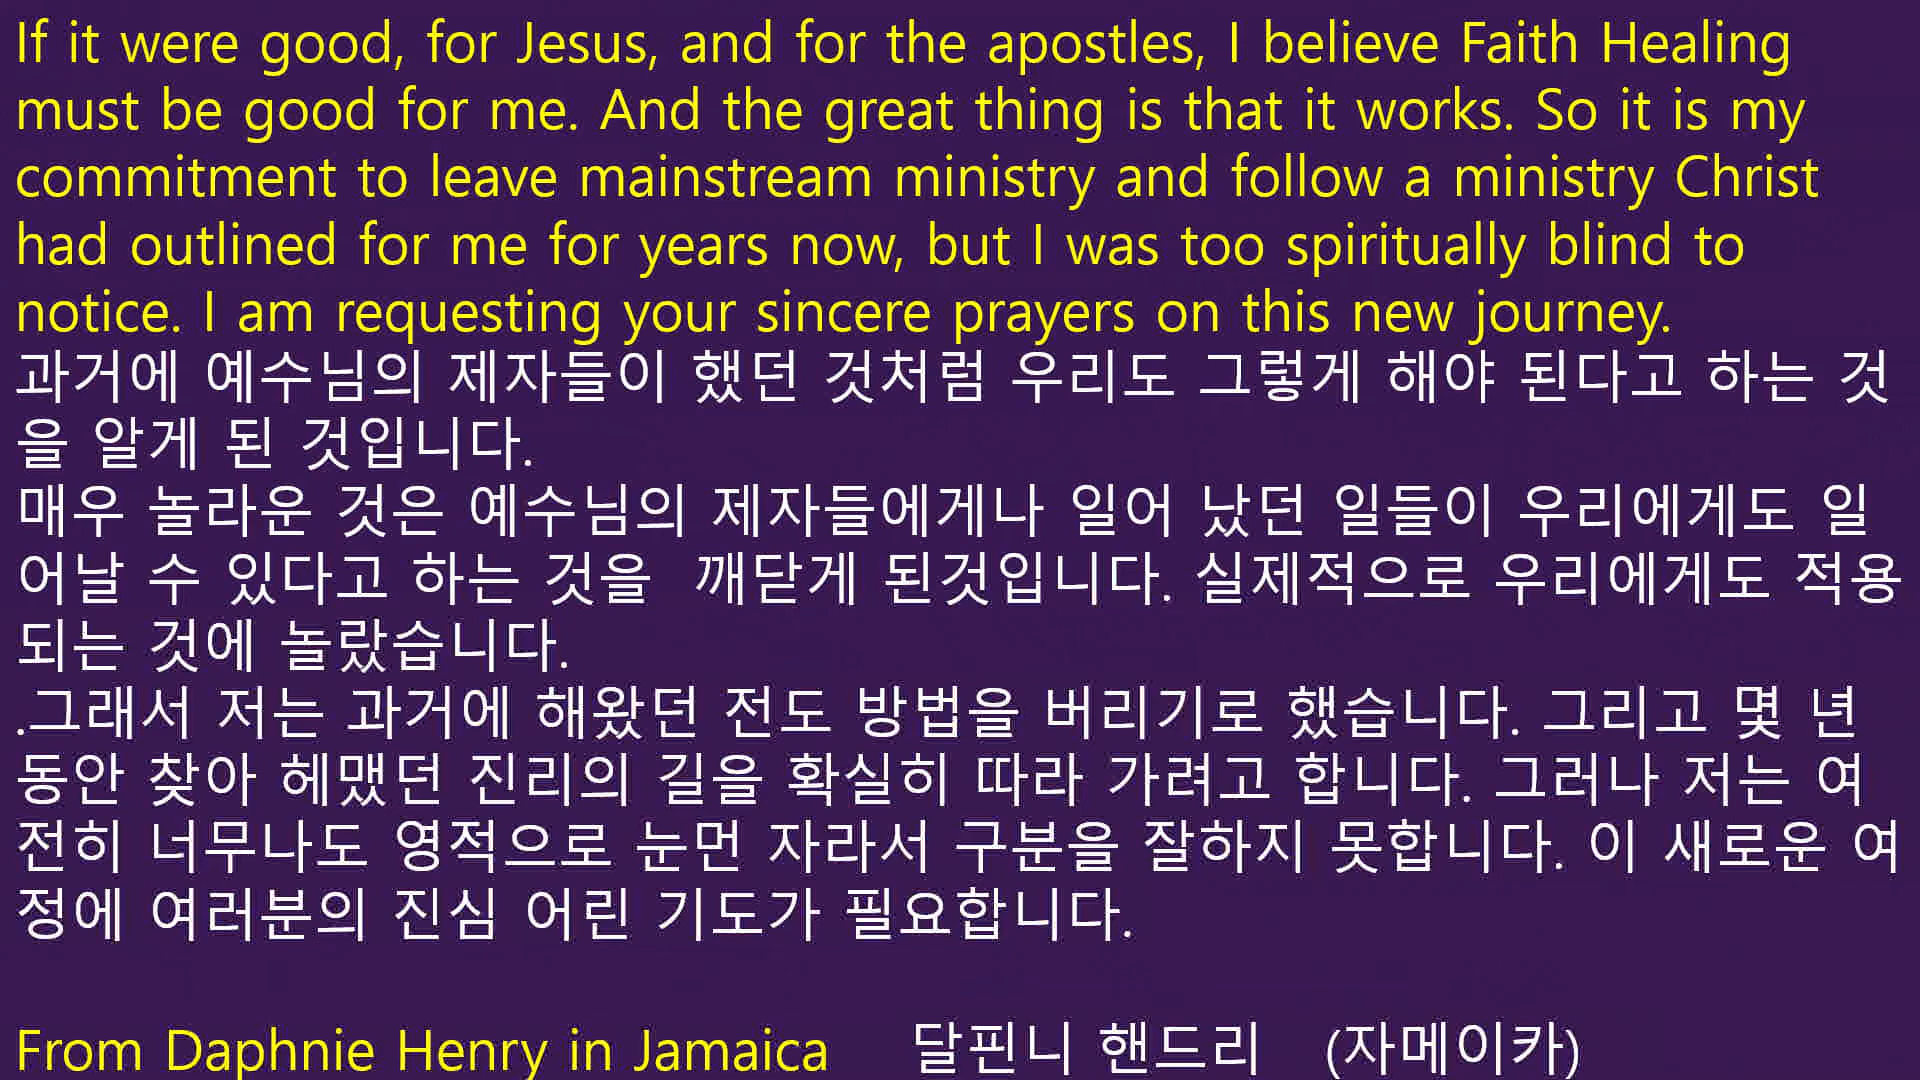 If it were good, for Jesus, and for the apostles, I believe Faith Healing
must be good for me. And the great thing is that it works. So it is my
commitment to leave mainstream ministry and follow a ministry Christ
had outlined for me for years now, but I was too spiritually blind to
notice. I am requesting your sincere prayers on this new journey.
과거에 예수님의 제자들이 했던 것처럼 우리도 그렇게 해야 된다고 하는 것
을 알게 된 것입니다.
매우 놀라운 것은 예수님의 제자들에게나 일어 났던 일들이 우리에게도 일
어날 수 있다고 하는 것을 깨닫게 된것입니다. 실제적으로 우리에게도 적용
되는 것에 놀랐습니다.
.그래서 저는 과거에 해왔던 전도 방법을 버리기로 했습니다. 그리고 몇 년
동안 찾아 헤맸던 진리의 길을 확실히 따라 가려고 합니다. 그러나 저는 여
전히 너무나도 영적으로 눈먼 자라서 구분을 잘하지 못합니다. 이 새로운 여
정에 여러분의 진심 어린 기도가 필요합니다.
From Daphnie Henry in Jamaica 달핀니 핸드리 (자메이카)